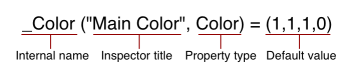 _Color ("Main Color", Color) = (1,1,1,0)
Internal name Inspector title Property type Default value